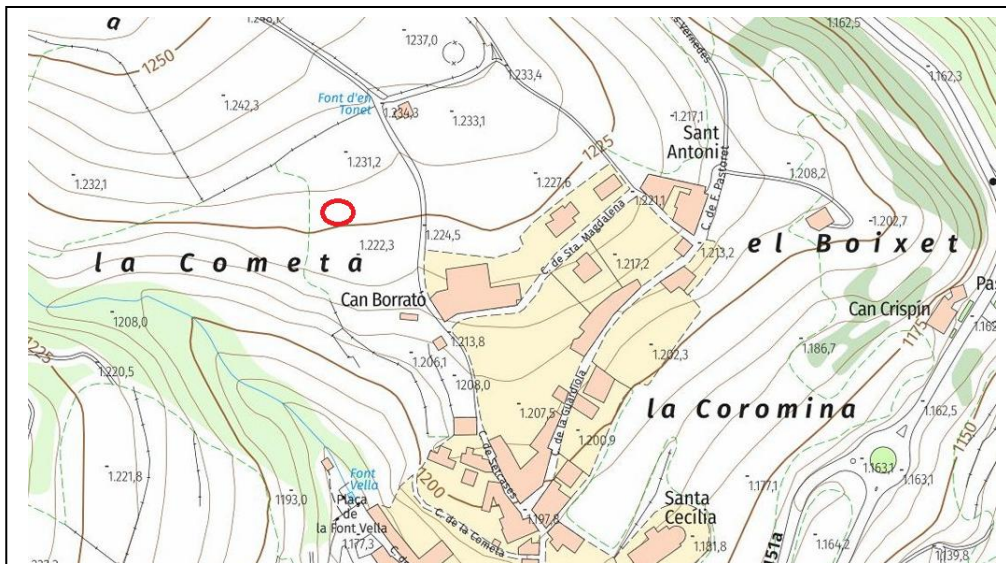 1.162,5
1237,0
1250
1.233,4
1.162,3
1.242,3
Font d'en
Tonet
1.234,3
1.233,1
1.217,1
Sant
Antoni
1225
1.231,2
1.208,2
1.232,1
1.227,6
1.221,1
C. de F. Pastoret
C. de Sta. Magdalena
1.202,7
1.222,3
1.224,5
el Boixet
1.213,2
la Cometa
1.217,2
Can Borrató
Can Crispín
1208,0
1225
1.213,8
1.206,1
1.202,3
1.186,7
1175
1.220,5
1208,0
la Coromina
1.207,5
C. de la Guardiola
1.162,5
1150
1.200,9
C. de Setcases
1.221,8
Font
Vella
1200
1.163,1
1.163,1
1193,0
Plaça
de
la Font Vella
1.177,1
Santa
Cecília
1.197,8
C. de la Cometa
1.177,3
1.181,8
1.164,2
1.139,8